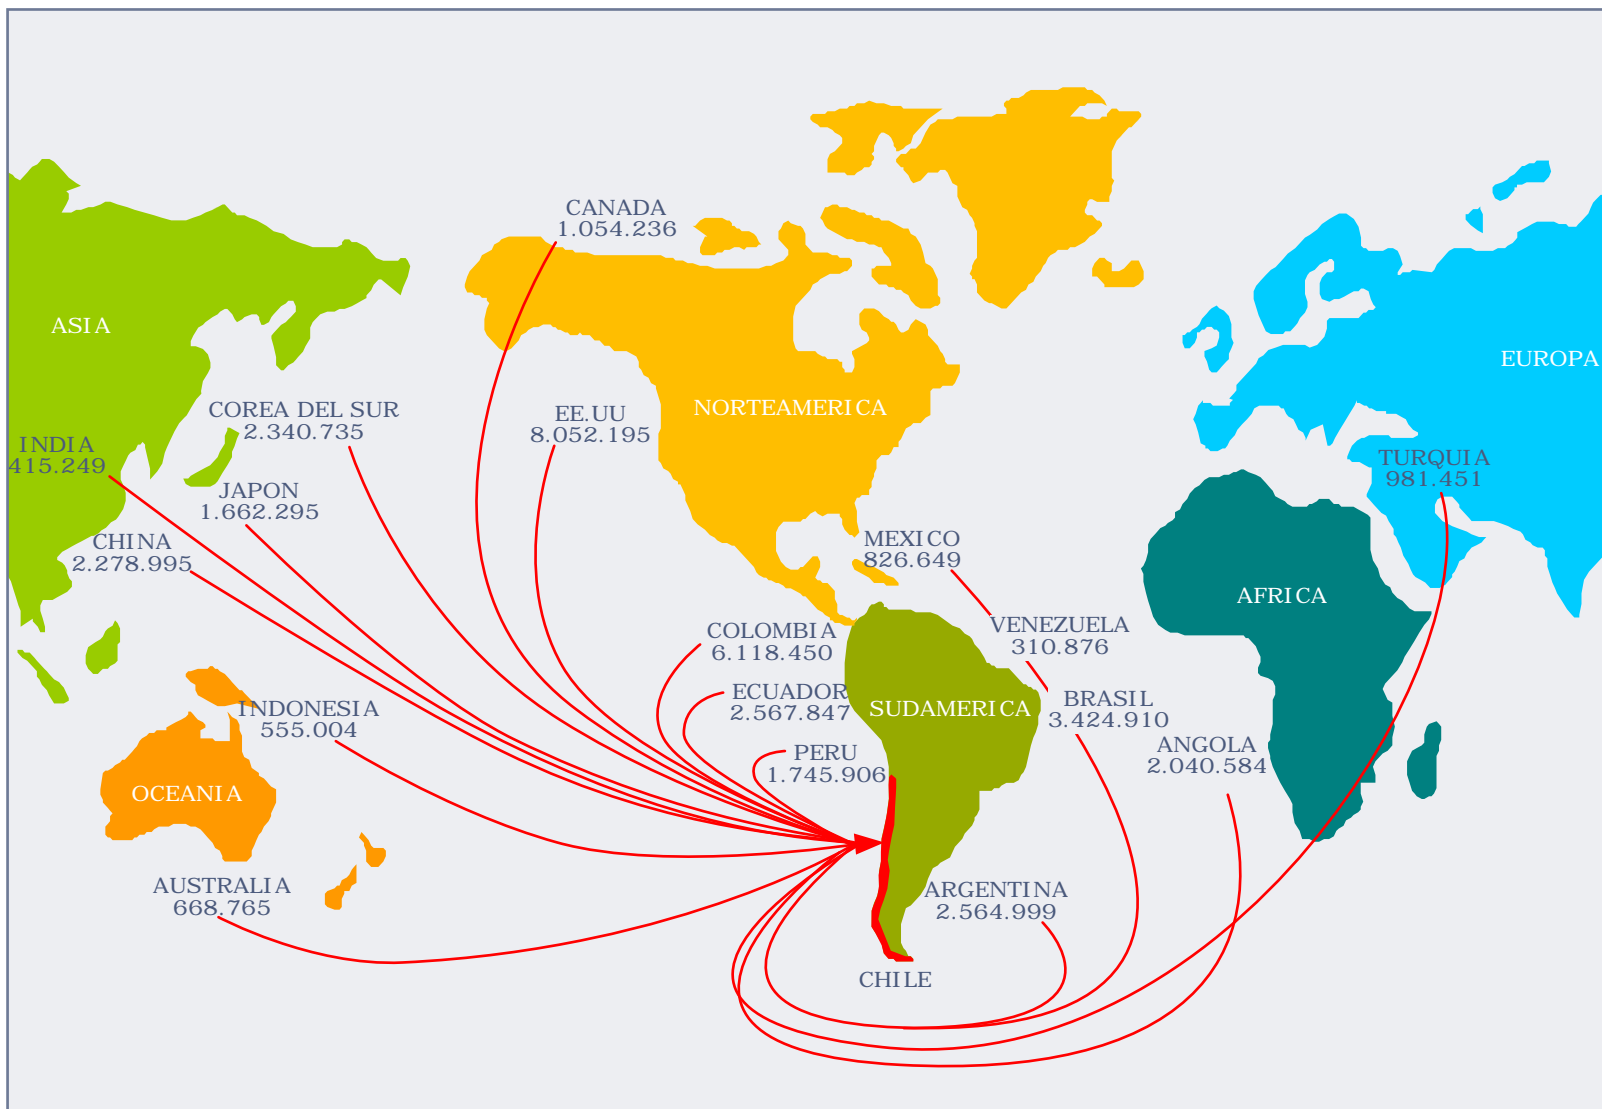 CANADA
1.054.236
ASIA
EUROPA
COREA DEL SUR
2.340.735
EE.UU
8.052.195
NORTEAMERICA
INDIA
415.249
TURQUIA
981.451
JAPON
1.662.295
CHINA
2.278.995
MEXICO
826.649
AFRICA
COLOMBIA
6.118.450
VENEZUELA
310.876
ECUADOR
2.567.847
SUDAMERICA
BRASIL
3.424.910
INDONESIA
555.004
PERU
1.745.906
ANGOLA
2.040.584
OCEANIA
AUSTRALIA
668.765
ARGENTINA
2.564.999
CHILE